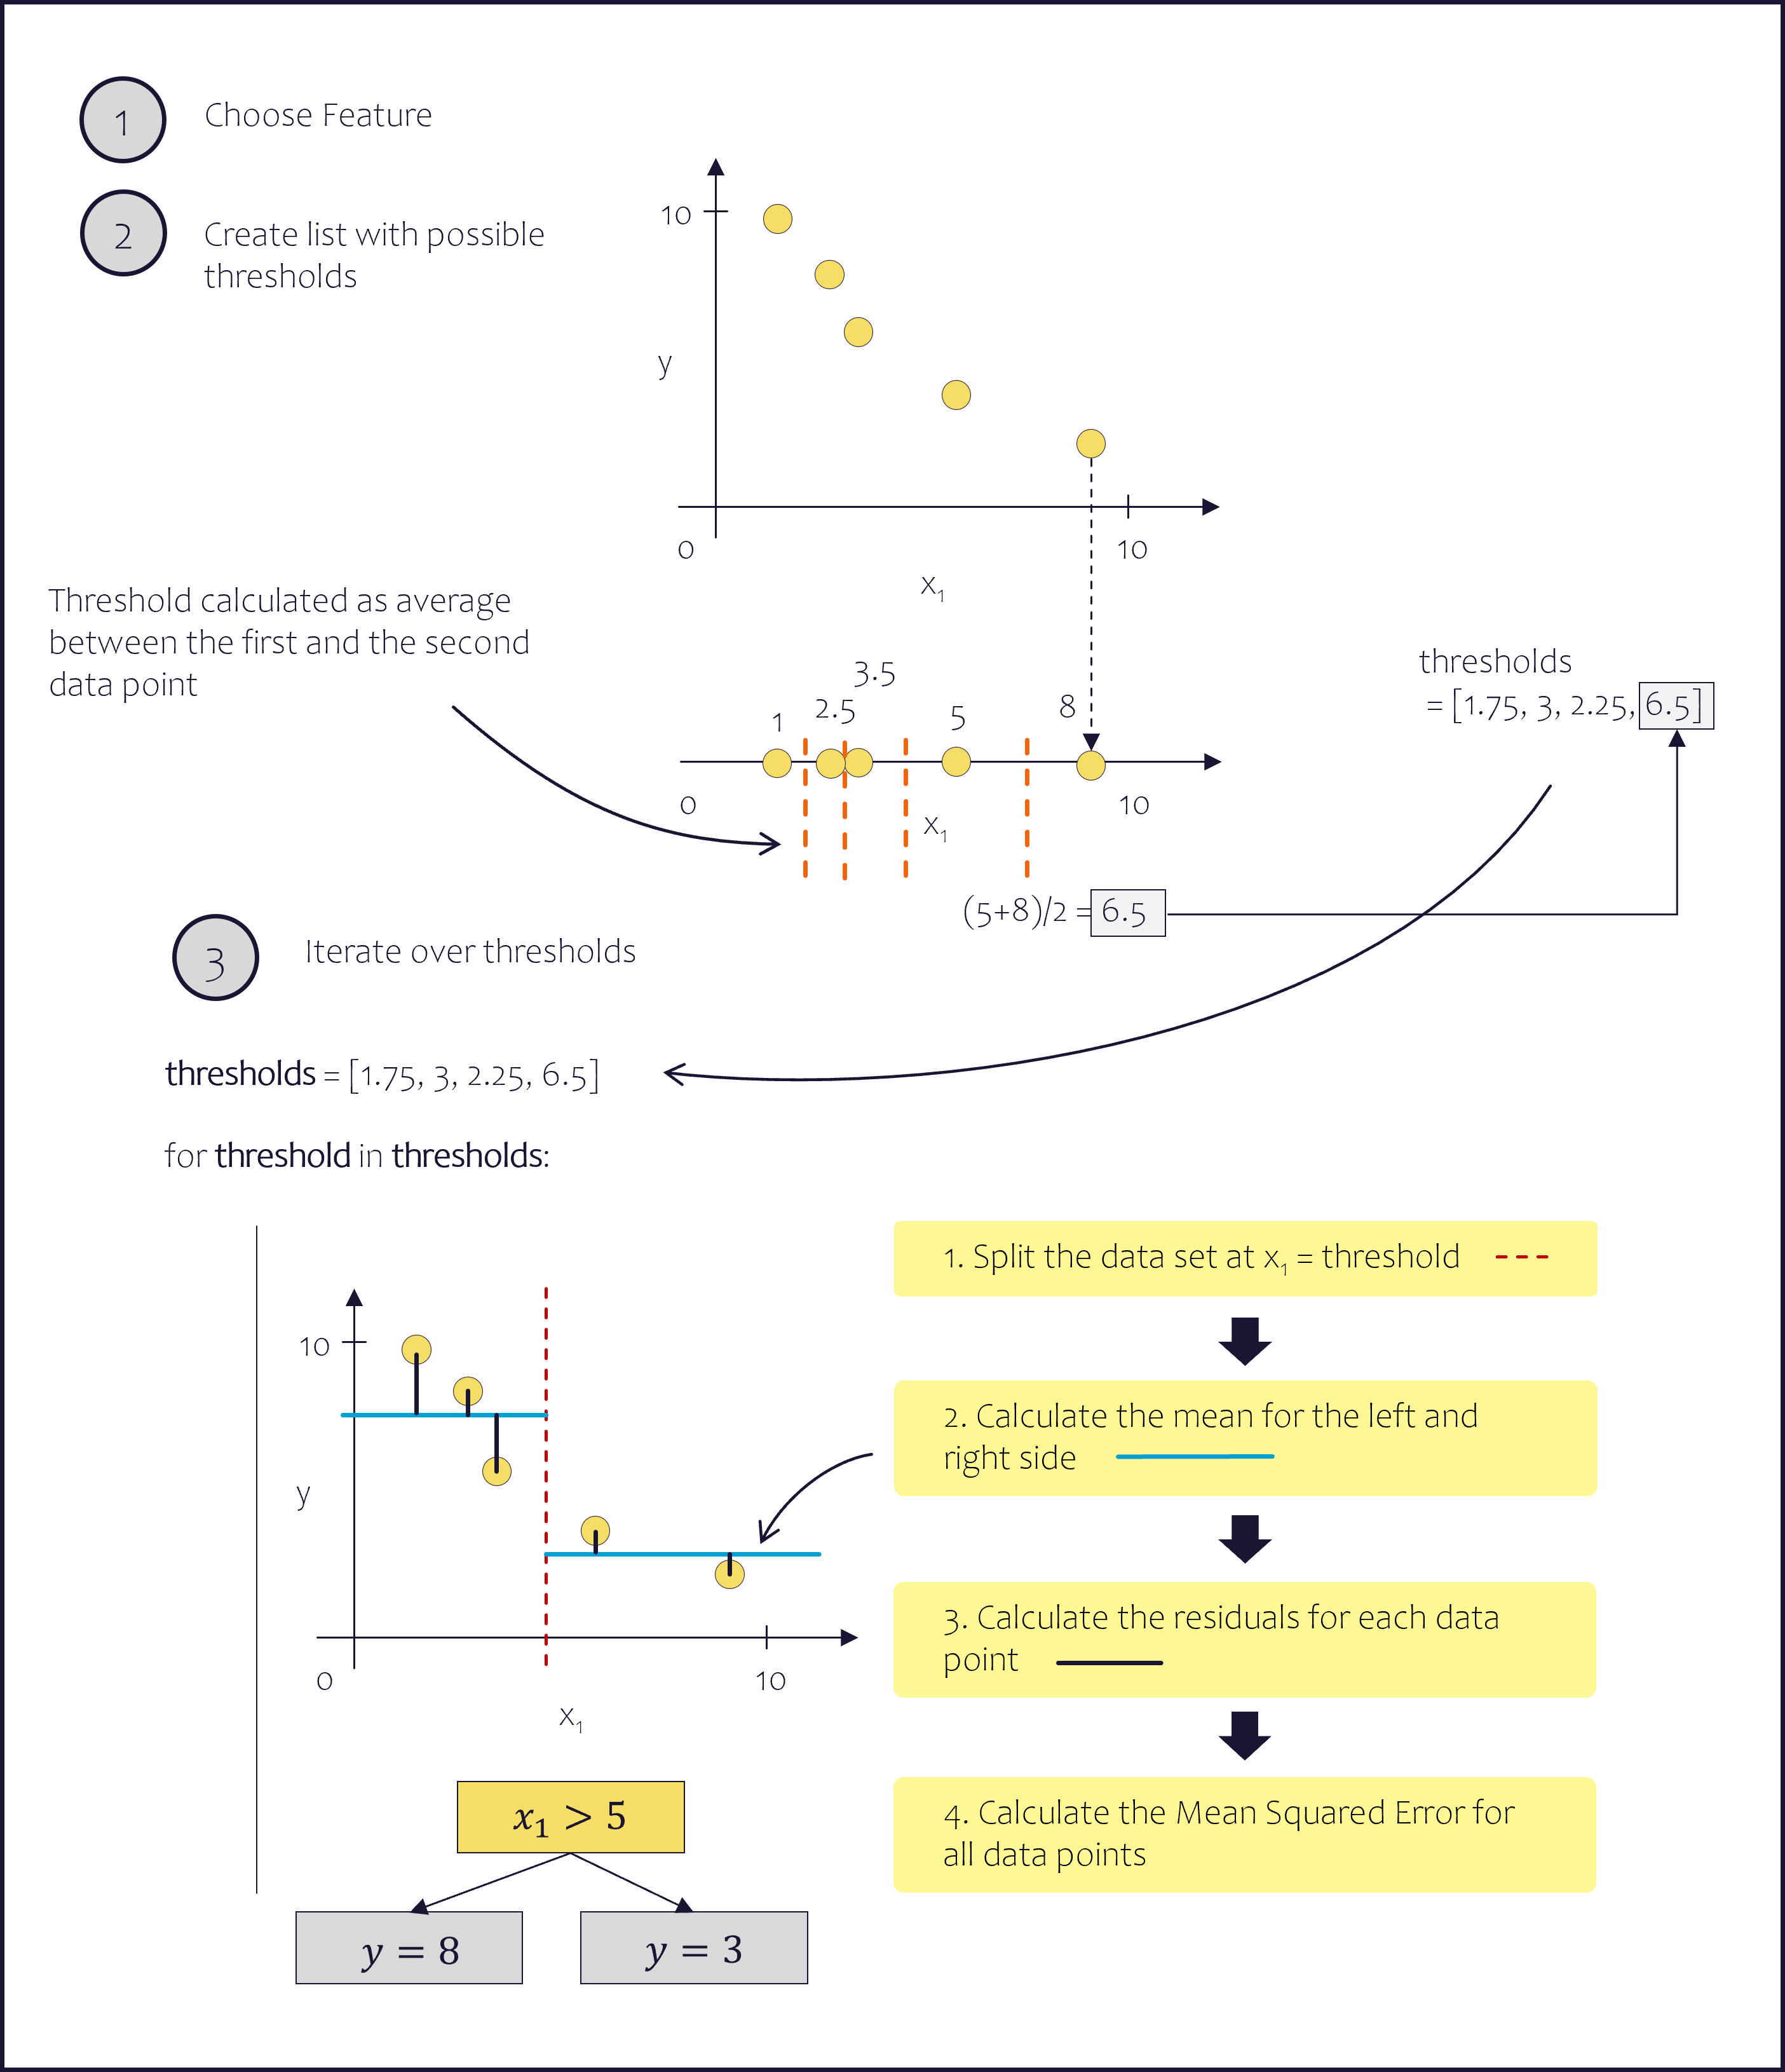 1
Choose Feature
2
Create list with possible
thresholds
10
y
0
10
x₁
Threshold calculated as average
between the first and the second
data point
3.5
1
2.5
5
8
0
10
x₁
thresholds
= [1.75, 3, 2.25, 6.5]
(5+8)/2 = 6.5
3
Iterate over thresholds
thresholds = [1.75, 3, 2.25, 6.5]
for threshold in thresholds:
10
y
0
10
x₁
1. Split the data set at x₁ = threshold
2. Calculate the mean for the left and
right side
3. Calculate the residuals for each data
point
4. Calculate the Mean Squared Error for
all data points
x₁ > 5
y = 8
y = 3